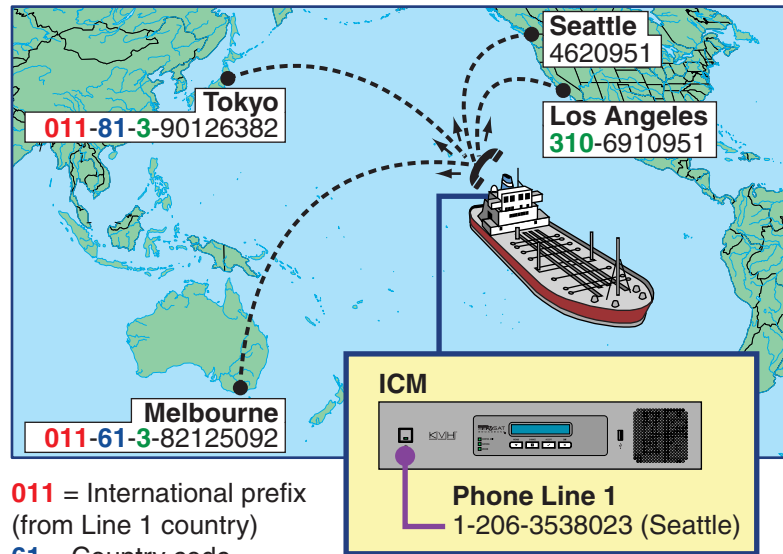 Seattle
4620951
Tokyo
011-81-3-90126382
Los Angeles
310-6910951
Melbourne
011-61-3-82125092
ICM
KVH
Phone Line 1
1-206-3538023 (Seattle)
011 = International prefix
(from Line 1 country)